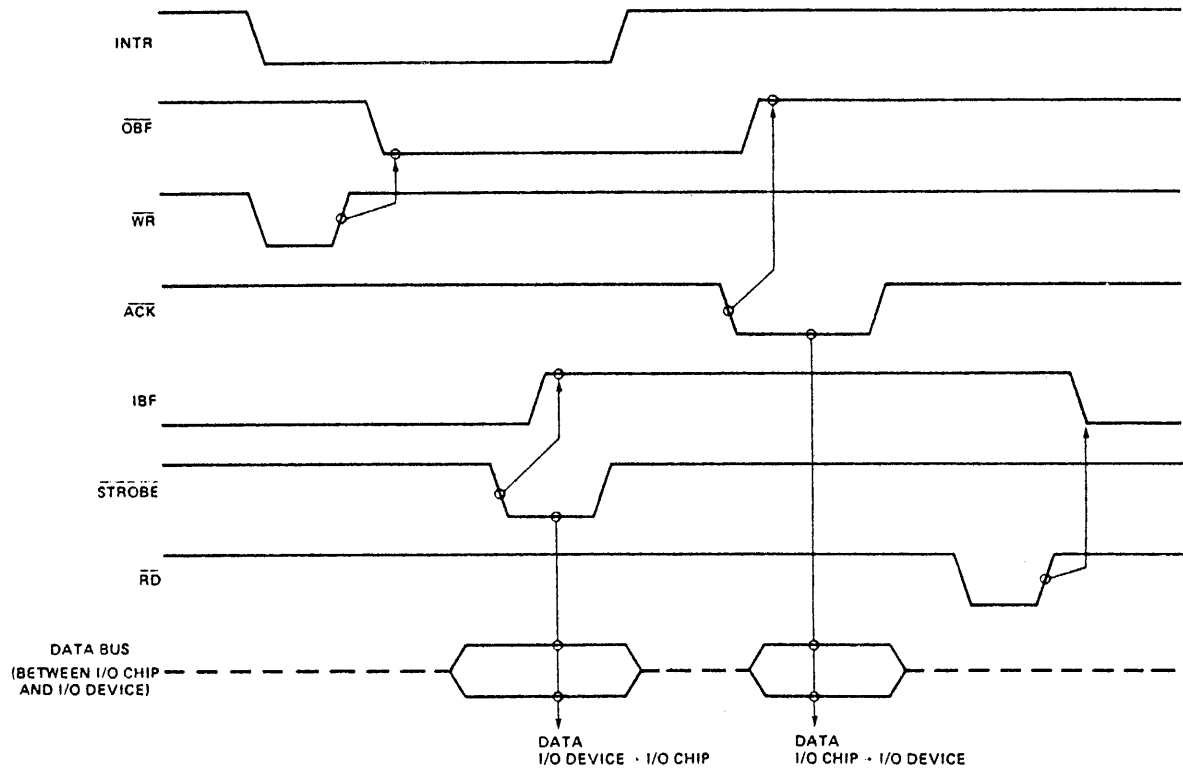 INTR
OBF
WR
ACK
IBF
STROBE
RD
DATA BUS
(BETWEEN I/O CHIP
AND I/O DEVICE)
DATA
I/O DEVICE · I/O CHIP
DATA
I/O CHIP · I/O DEVICE